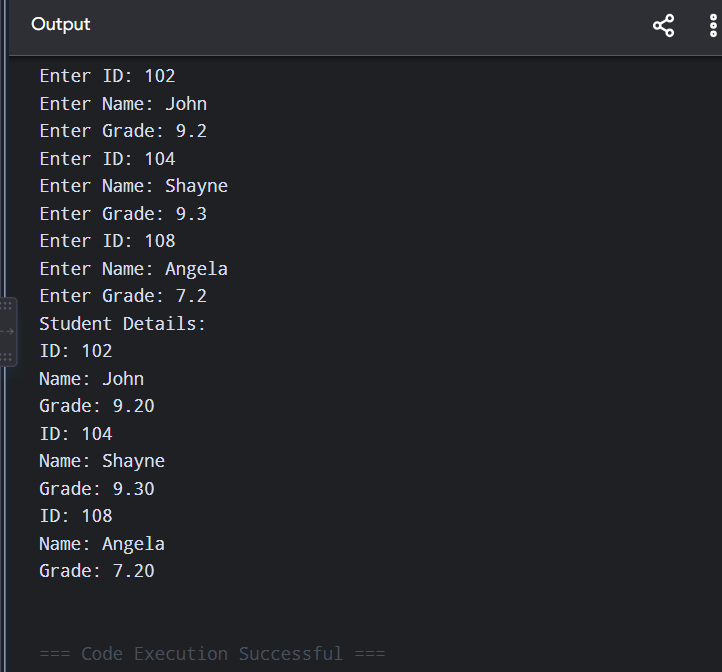 Output
Enter ID: 102
Enter Name: John
Enter Grade: 9.2
Enter ID: 104
Enter Name: Shayne
Enter Grade: 9.3
Enter ID: 108
Enter Name: Angela
Enter Grade: 7.2
Student Details:
ID: 102
Name: John
Grade: 9.20
ID: 104
Name: Shayne
Grade: 9.30
ID: 108
Name: Angela
Grade: 7.20
=== Code Execution Successful ===